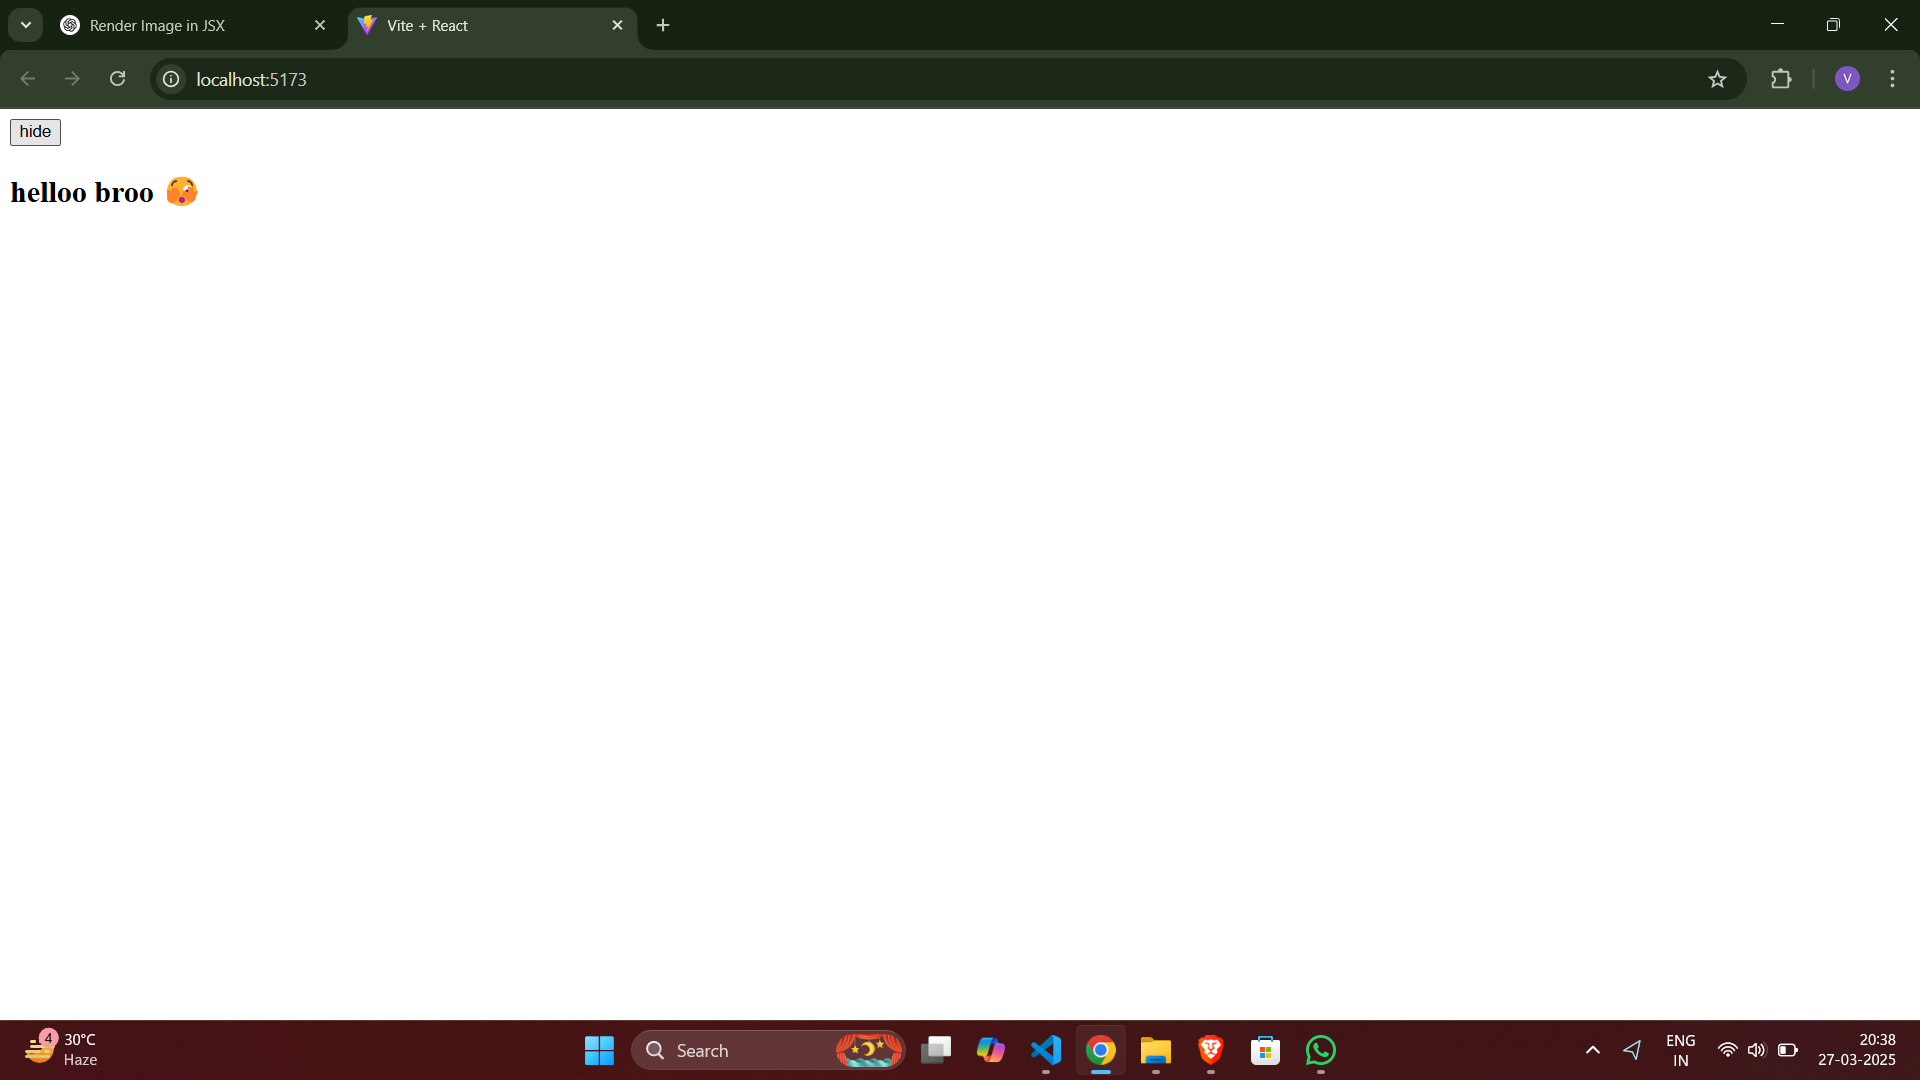 Render Image in JSX
Vite + React
localhost:5173
V
hide
helloo broo 🫣
4
30°C
Haze
Search
ENG
IN
20:38
27-03-2025